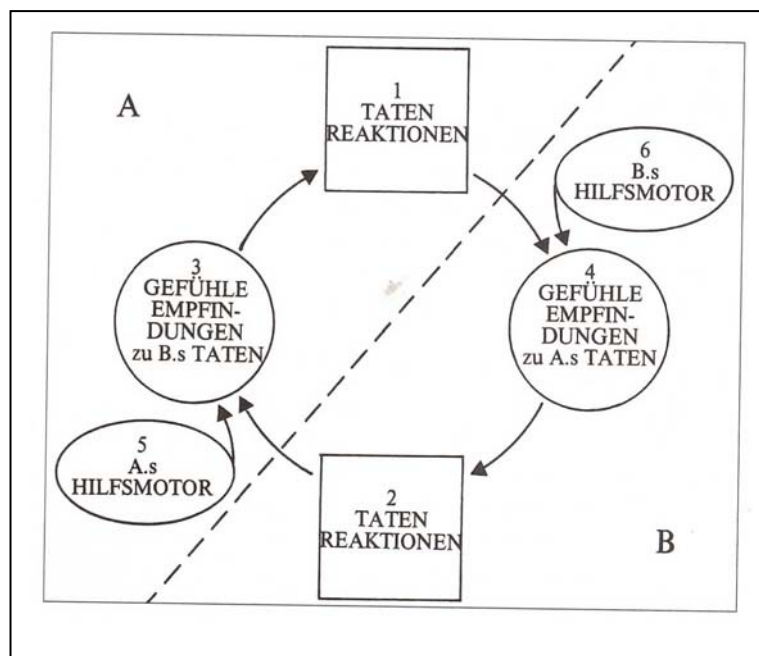 A
1
TATEN
REAKTIONEN
6
B.s
HILFSMOTOR
3
GEFÜHLE
EMPFIN-
DUNGEN
zu B.s TATEN
4
GEFÜHLE
EMPFIN-
DUNGEN
zu A.s TATEN
5
A.s
HILFSMOTOR
2
TATEN
REAKTIONEN
B